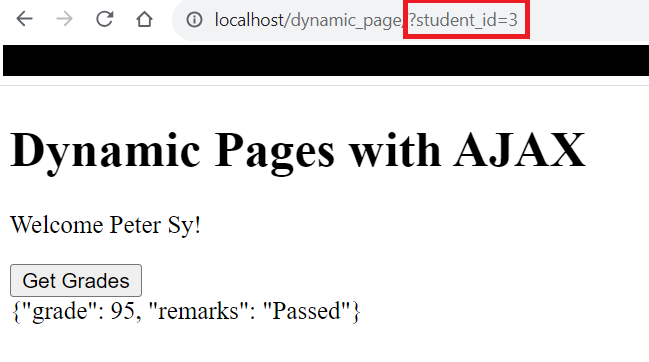 localhost/dynamic_page/?student_id=3
Dynamic Pages with AJAX
Welcome Peter Sy!
Get Grades
{"grade": 95, "remarks": "Passed"}